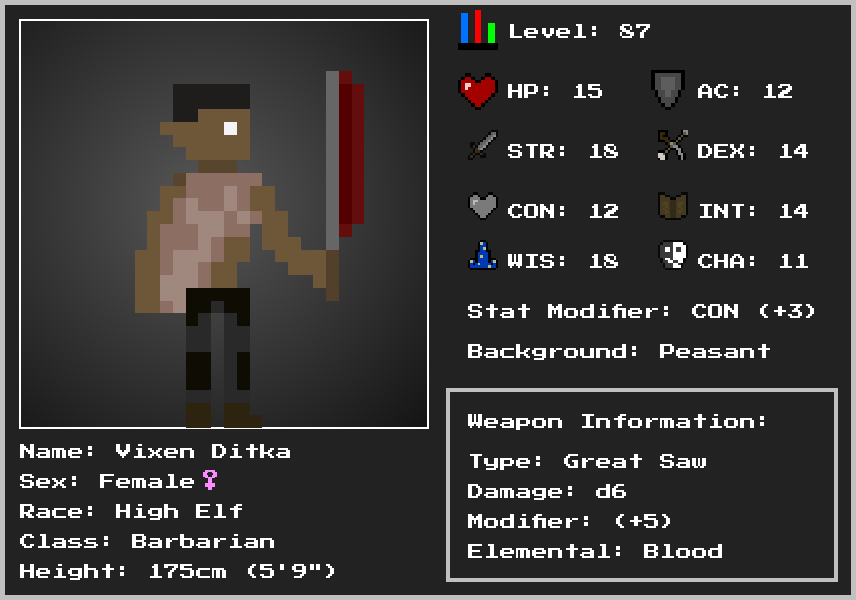 Level: 87
HP: 15 AC: 12
STR: 18 DEX: 14
CON: 12 INT: 14
WIS: 18 CHA: 11
Stat Modifier: CON (+3)
Background: Peasant
Weapon Information:
Type: Great Saw
Damage: d6
Modifier: (+5)
Elemental: Blood
Name: Vixen Ditka
Sex: Female♀
Race: High Elf
Class: Barbarian
Height: 175cm (5'9")